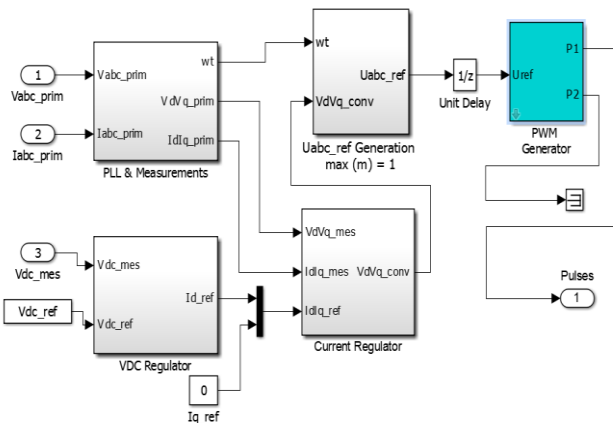 1
Vabc_prim
2
Iabc_prim
Vabc_prim
Iabc_prim
wt
VdVq_prim
IdIq_prim
PLL & Measurements
wt
VdVq_conv
Uabc_ref
Uabc_ref Generation
max (m) = 1
1/z
Unit Delay
Uref
P1
P2
PWM
Generator
3
Vdc_mes
Vdc_ref
Vdc_mes
Vdc_ref
Id_ref
VDC Regulator
0
Iq_ref
VdVq_mes
IdIq_mes
IdIq_ref
VdVq_conv
Current Regulator
Pulses
1